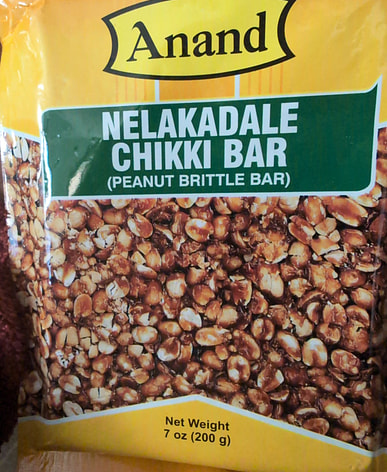 Anand
NELAKADALE
CHIKKI BAR
(PEANUT BRITTLE BAR)
Net Weight
7 oz (200 g)